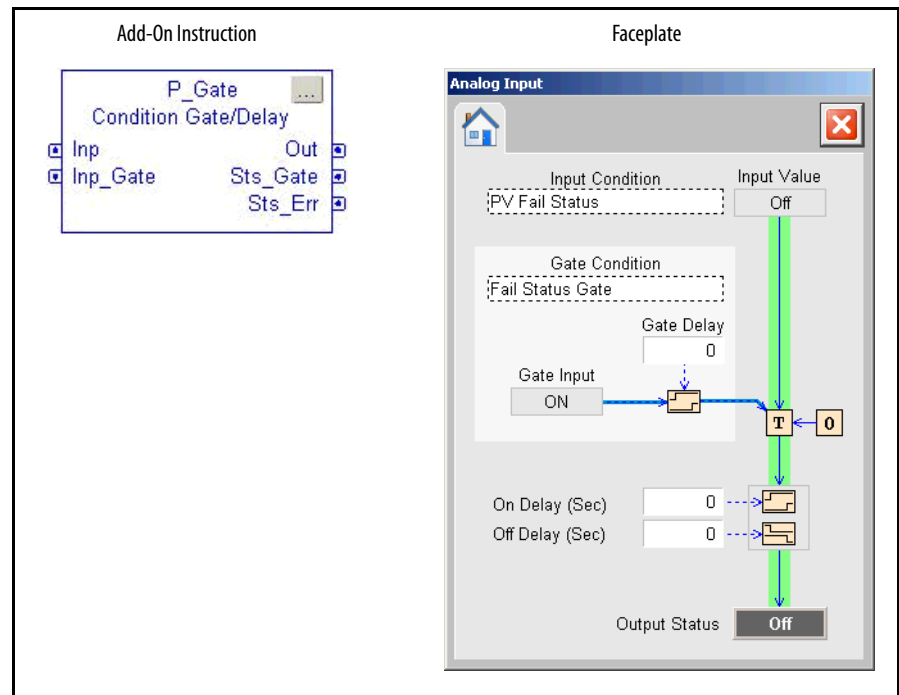 Add-On Instruction
Faceplate
P_Gate
...
Condition Gate/Delay
Inp
Out
Inp_Gate
Sts_Gate
Sts_Err
Analog Input
Input Condition
Input Value
PV Fail Status
Off
Gate Condition
Fail Status Gate
Gate Delay
0
Gate Input
ON
T
0
On Delay (Sec)
0
Off Delay (Sec)
0
Output Status
Off